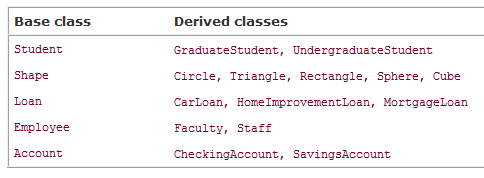 Base class Derived classes
Student GraduateStudent, UndergraduateStudent
Shape Circle, Triangle, Rectangle, Sphere, Cube
Loan CarLoan, HomeImprovementLoan, MortgageLoan
Employee Faculty, Staff
Account CheckingAccount, SavingsAccount